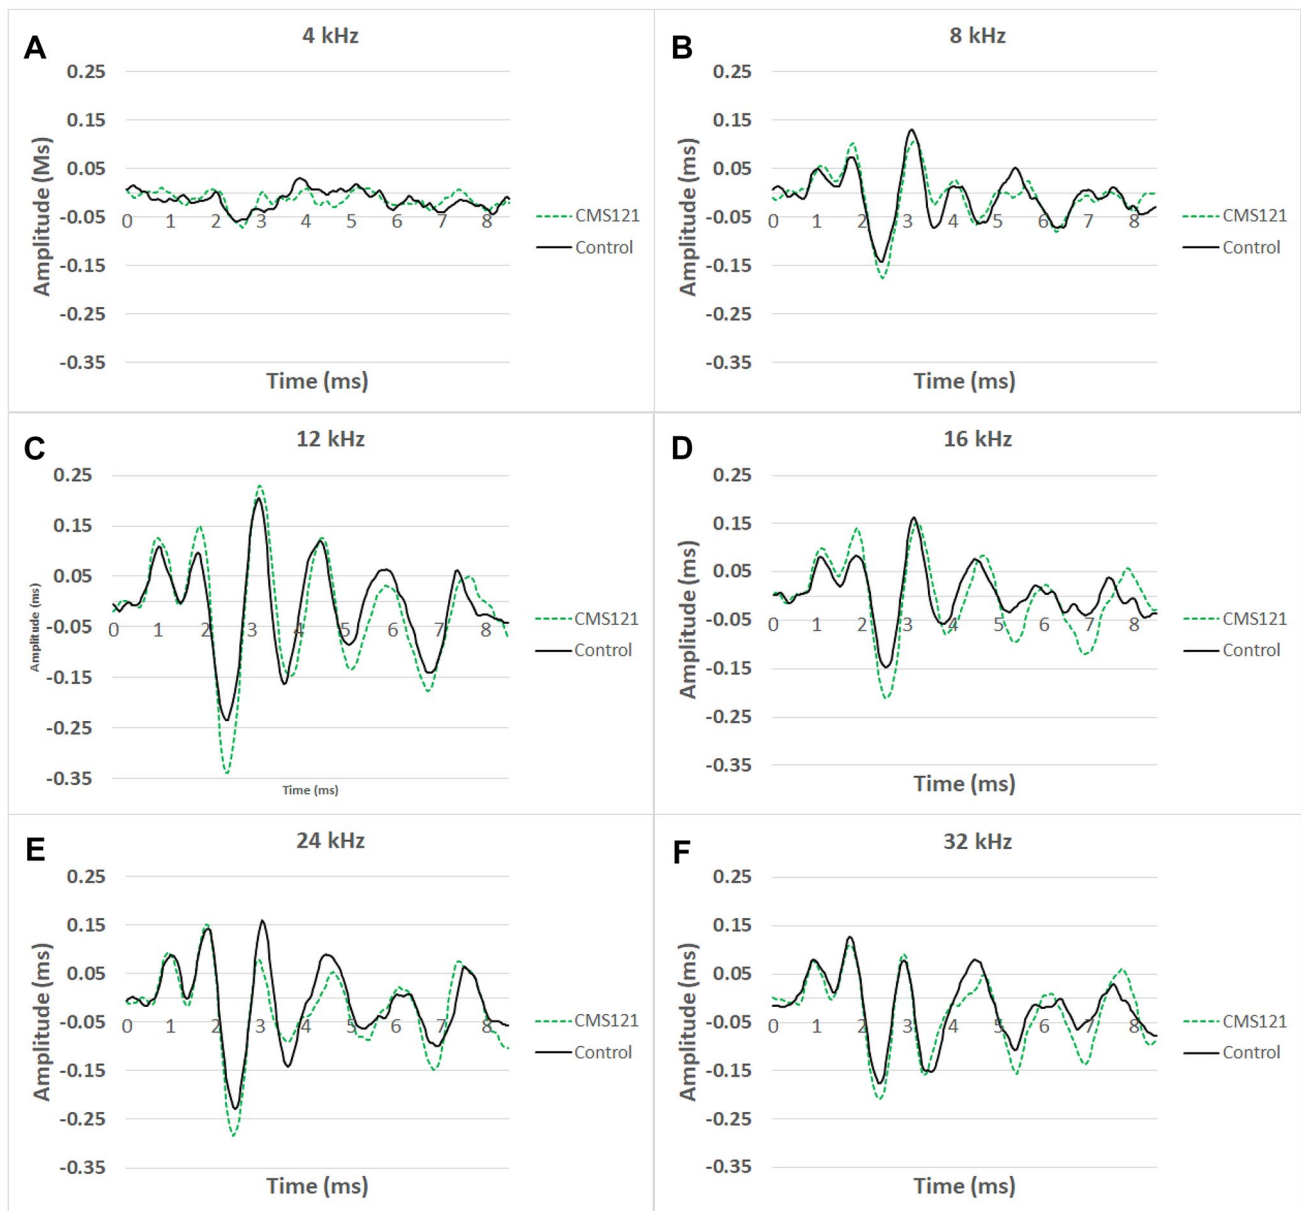 A
4 kHz
0.25
0.15
0.05
-0.05
-0.15
-0.25
-0.35
0 1 2 3 4 5 6 7 8
Amplitude (Ms)
Time (ms)
CMS121
Control
B
8 kHz
0.25
0.15
0.05
-0.05
-0.15
-0.25
-0.35
0 1 2 3 4 5 6 7 8
Amplitude (ms)
Time (ms)
CMS121
Control
C
12 kHz
0.25
0.15
0.05
-0.05
-0.15
-0.25
-0.35
0 1 2 3 4 5 6 7 8
Amplitude (ms)
Time (ms)
CMS121
Control
D
16 kHz
0.25
0.15
0.05
-0.05
-0.15
-0.25
-0.35
0 1 2 3 4 5 6 7 8
Amplitude (ms)
Time (ms)
CMS121
Control
E
24 kHz
0.25
0.15
0.05
-0.05
-0.15
-0.25
-0.35
0 1 2 3 4 5 6 7 8
Amplitude (ms)
Time (ms)
CMS121
Control
F
32 kHz
0.25
0.15
0.05
-0.05
-0.15
-0.25
-0.35
0 1 2 3 4 5 6 7 8
Amplitude (ms)
Time (ms)
CMS121
Control